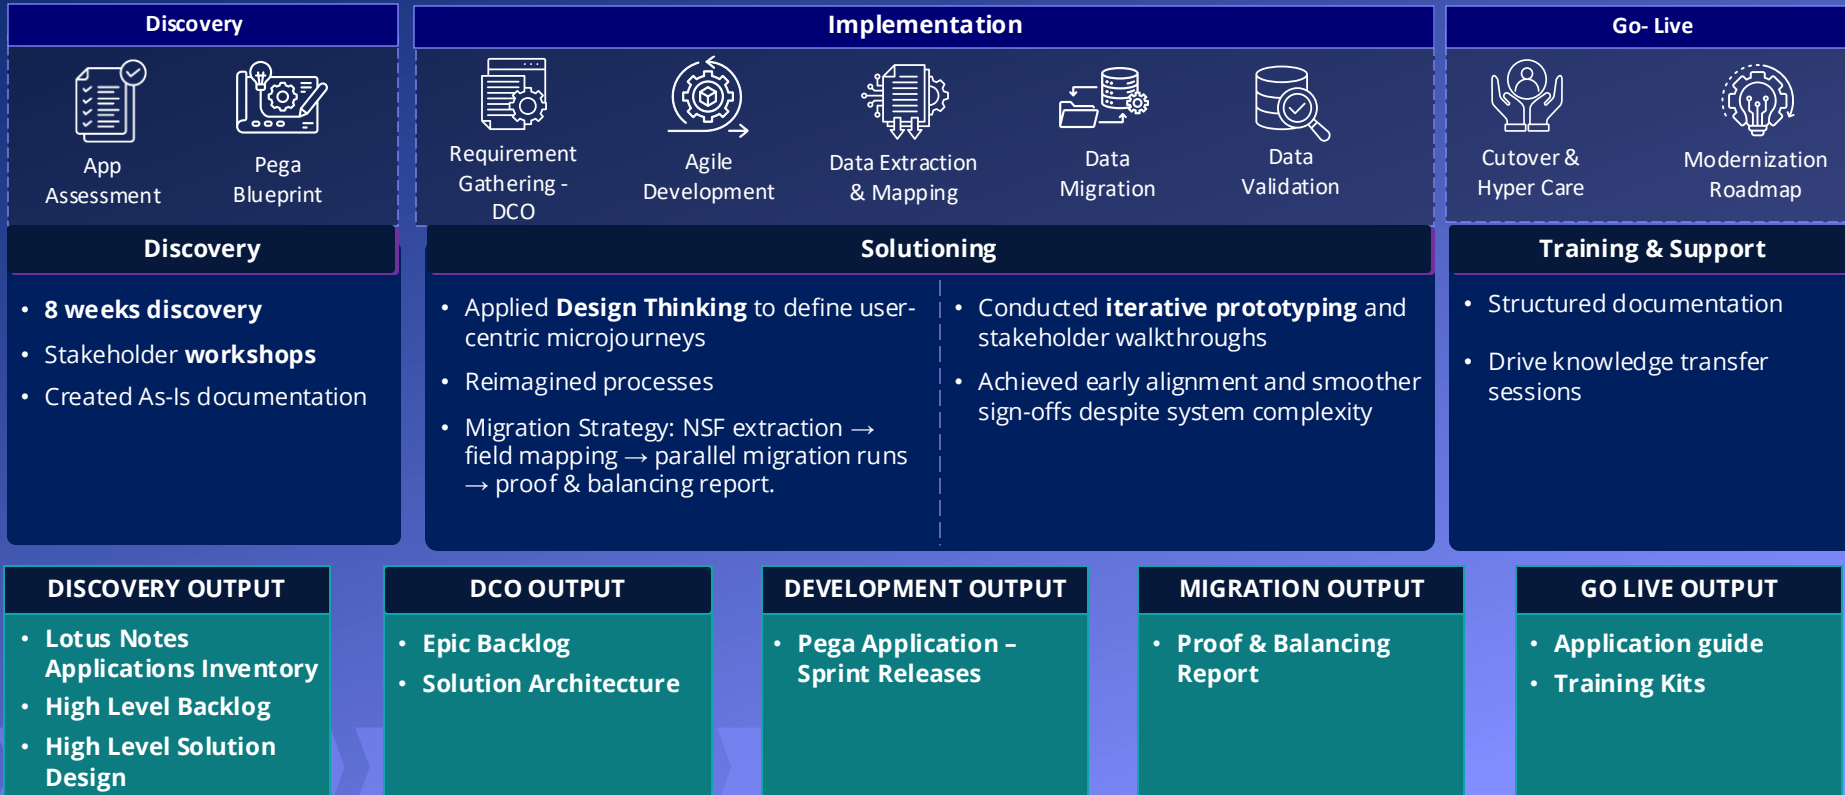 Discovery
App
Assessment
Pega
Blueprint
Implementation
Requirement
Gathering -
DCO
Agile
Development
Data Extraction
& Mapping
Data
Migration
Data
Validation
Go- Live
Cutover &
Hyper Care
Modernization
Roadmap
Discovery
• 8 weeks discovery
• Stakeholder workshops
• Created As-Is documentation
Solutioning
• Applied Design Thinking to define user-
centric microjourneys
• Reimagined processes
• Migration Strategy: NSF extraction →
field mapping → parallel migration runs
→ proof & balancing report.
• Conducted iterative prototyping and
stakeholder walkthroughs
• Achieved early alignment and smoother
sign-offs despite system complexity
Training & Support
• Structured documentation
• Drive knowledge transfer
sessions
DISCOVERY OUTPUT
• Lotus Notes
Applications Inventory
• High Level Backlog
• High Level Solution
Design
DCO OUTPUT
• Epic Backlog
• Solution Architecture
DEVELOPMENT OUTPUT
• Pega Application –
Sprint Releases
MIGRATION OUTPUT
• Proof & Balancing
Report
GO LIVE OUTPUT
• Application guide
• Training Kits